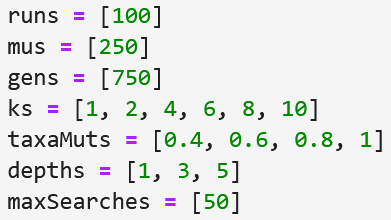 runs = [100]
mus = [250]
gens = [750]
ks = [1, 2, 4, 6, 8, 10]
taxaMuts = [0.4, 0.6, 0.8, 1]
depths = [1, 3, 5]
maxSearches = [50]